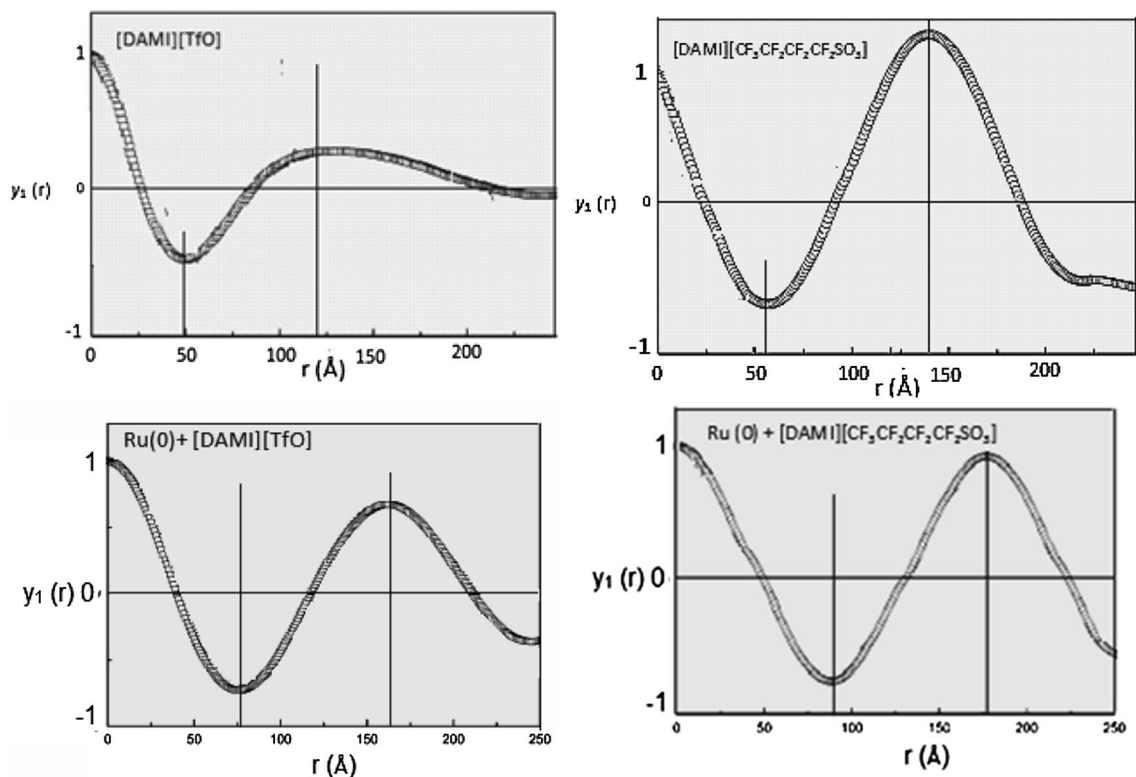 [DAMI][TfO]
1
0
-1
y₁ (r)
0 50 100 150 200
r (Å)
[DAMI][CF₃CF₂CF₂CF₂SO₃]
1
0
-1
y₁ (r)
0 50 100 150 200
r (Å)
Ru(0)+ [DAMI][TfO]
1
y₁ (r) 0
-1
0 50 100 150 200 250
r (Å)
Ru (0) + [DAMI][CF₃CF₂CF₂CF₂SO₃]
1
y₁ (r) 0
-1
0 50 100 150 200 250
r (Å)